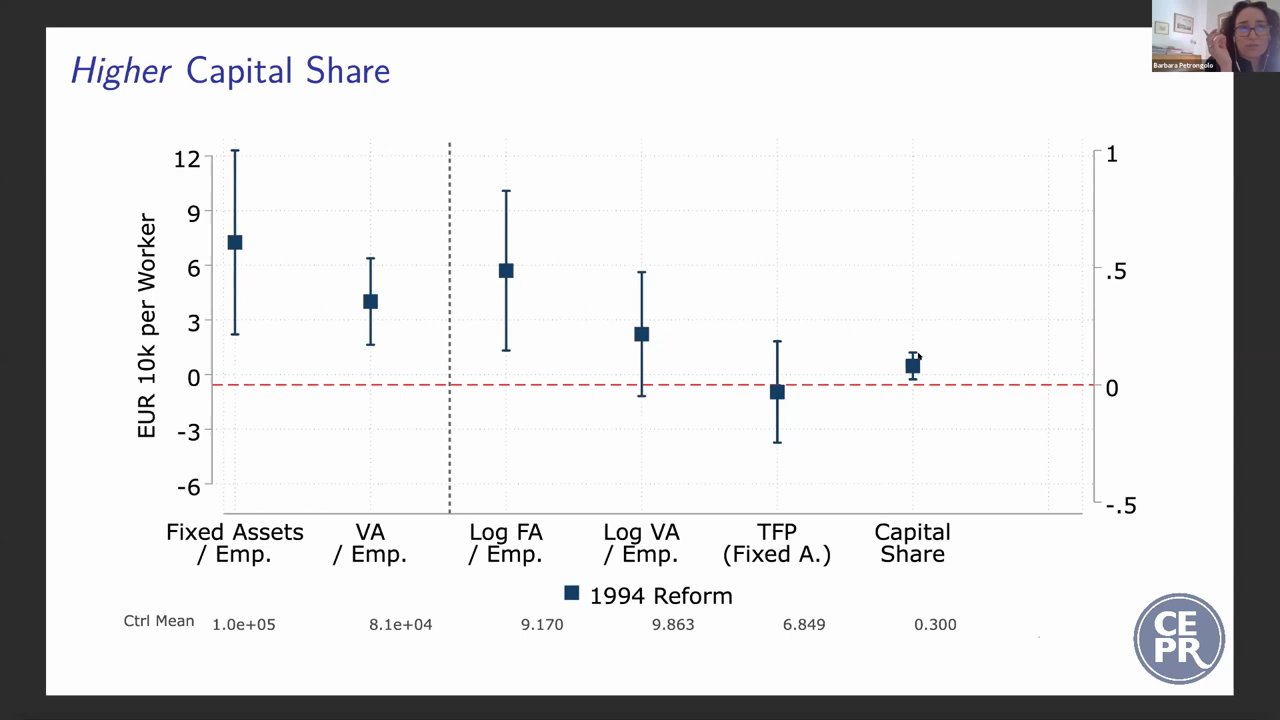 Higher Capital Share
Barbara Petrongolo
EUR 10k per Worker
12
9
6
3
0
-3
-6
1
.5
0
-.5
Fixed Assets / Emp.
VA / Emp.
Log FA / Emp.
Log VA / Emp.
TFP (Fixed A.)
Capital Share
1994 Reform
Ctrl Mean 1.0e+05 8.1e+04 9.170 9.863 6.849 0.300
CE
PR